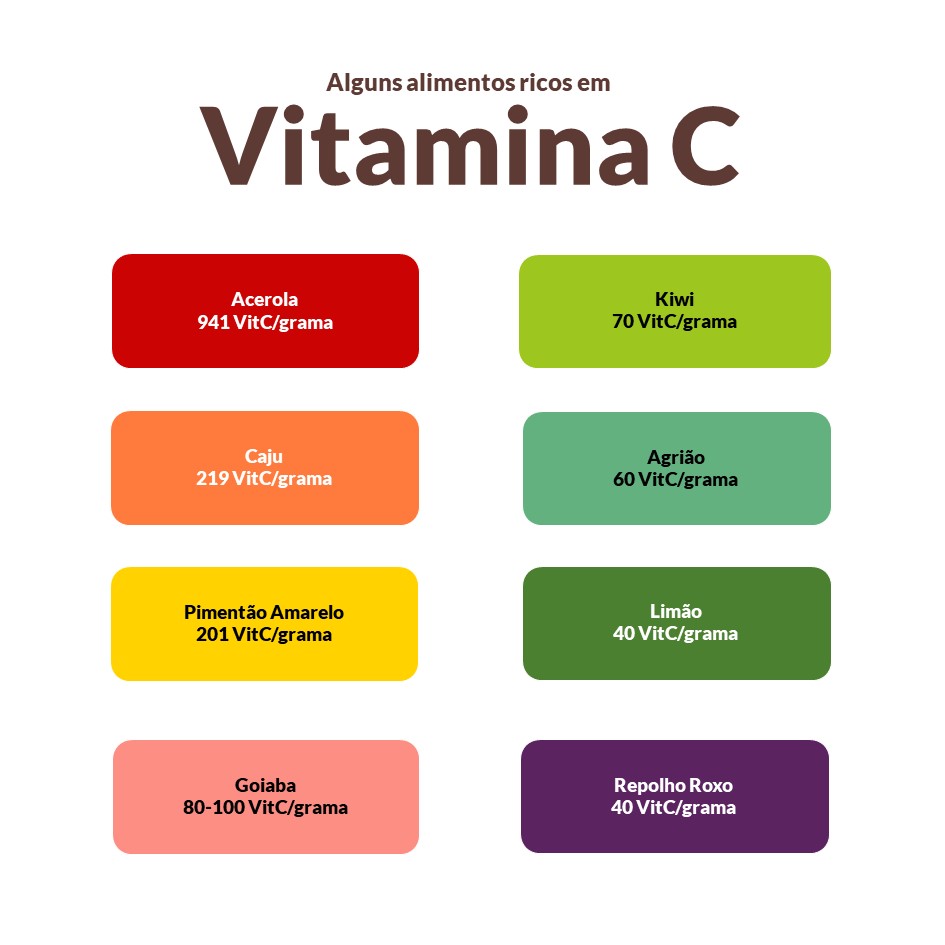 Alguns alimentos ricos em
Vitamina C
Acerola
941 VitC/grama
Kiwi
70 VitC/grama
Caju
219 VitC/grama
Agrião
60 VitC/grama
Pimentão Amarelo
201 VitC/grama
Limão
40 VitC/grama
Goiaba
80-100 VitC/grama
Repolho Roxo
40 VitC/grama